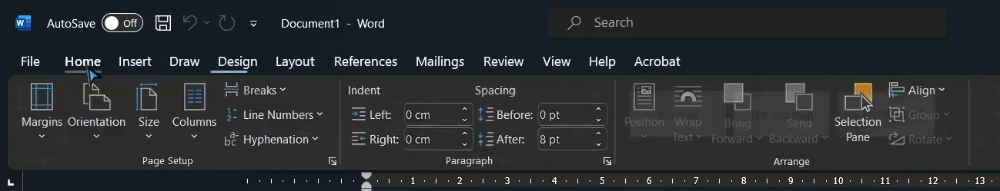 AutoSave Off Document1 - Word Search
File Home Insert Draw Design Layout References Mailings Review View Help Acrobat
Margins Orientation Size Columns
Breaks
Line Numbers
Hyphenation
Page Setup
Indent Spacing
Left: 0 cm Before: 0 pt
Right: 0 cm After: 8 pt
Paragraph
Position
Wrap Text
Bring Forward
Send Backward
Selection Pane
Align
Group
Rotate
Arrange
1 2 3 4 5 6 7 8 9 10 11 12 13